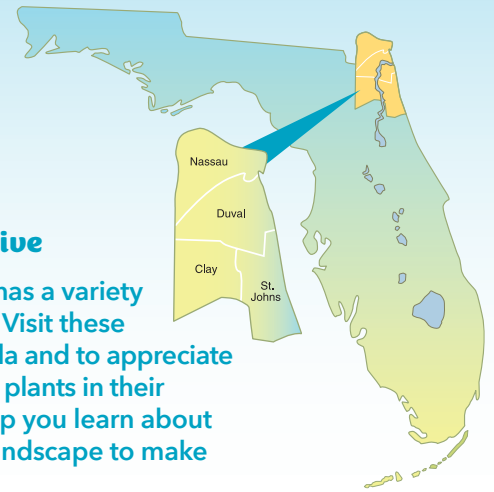 Nassau
Duval
Clay
St.
Johns
ive
has a variety
Visit these
da and to appreciate
plants in their
p you learn about
ndscape to make